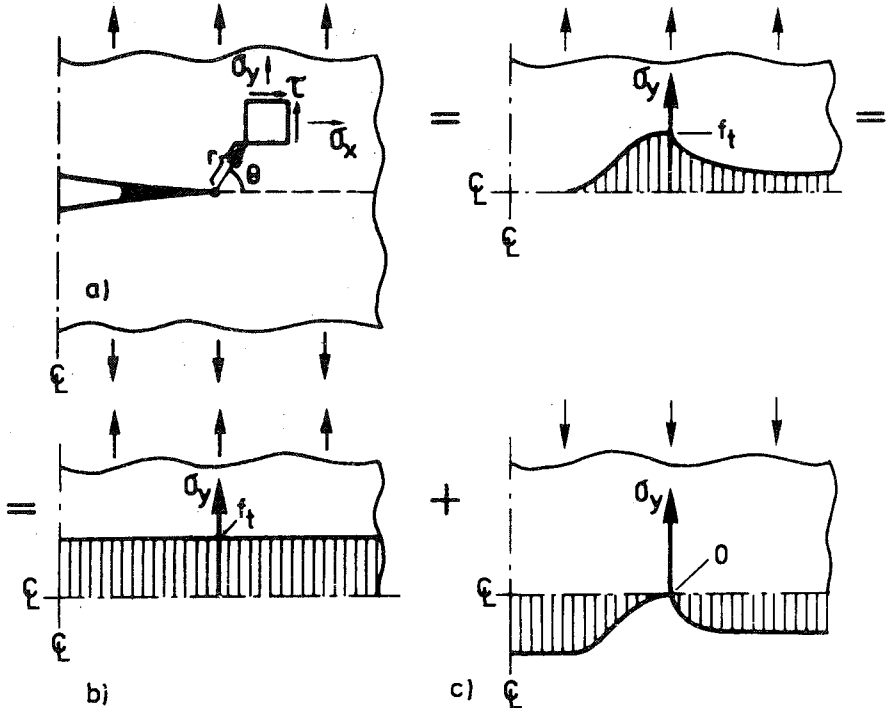 σy
τ
σx
r
θ
a)
℄
=
σy
ft
℄
℄
=
=
σy
ft
℄
℄
b)
+
σy
0
℄
℄
c)